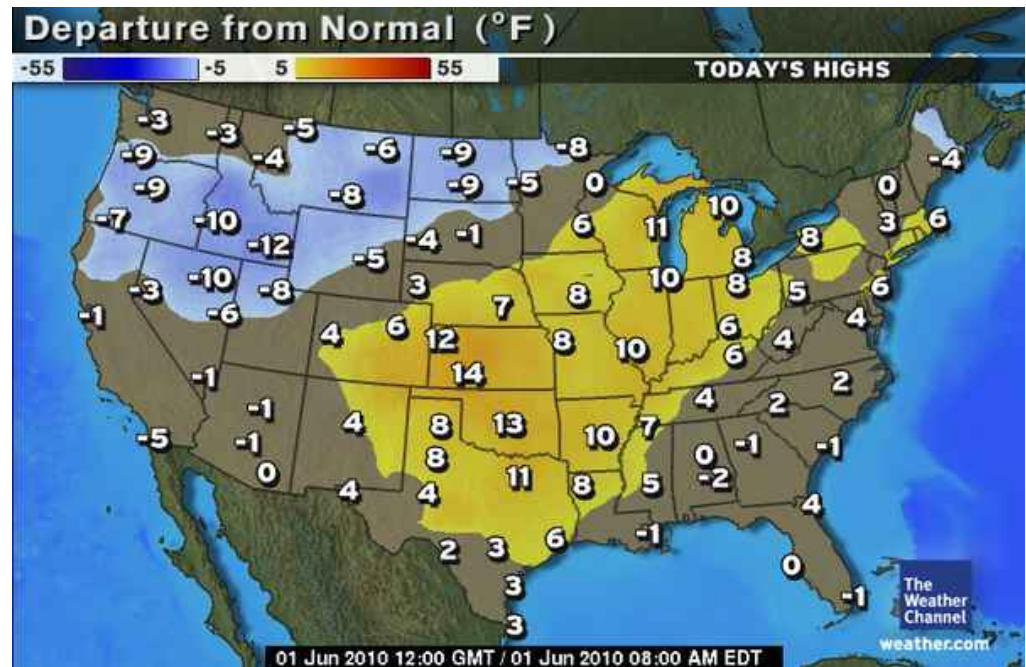 Departure from Normal (°F)
-55 -5 5 55 TODAY'S HIGHS
-3 -3 -5 -6 -9 -8
-9 -4 -4
-9 -8 -9 -5 0 0
-7 -10 6 11 10 3 6
-12 -5 -4 -1 8 8
-3 -10 -8 3 8 10 8 5 6
-1 -6 7
4 6 12 8 10 6 4 4
14 6
-1 4 2
-1 4 8 13 10 7 2
-5 -1 8 0 -1 -1
0 4 4 11 8 5 -2 4
2 3 6 -1
3 0 -1
3
The
Weather
Channel
weather.com
01 Jun 2010 12:00 GMT / 01 Jun 2010 08:00 AM EDT